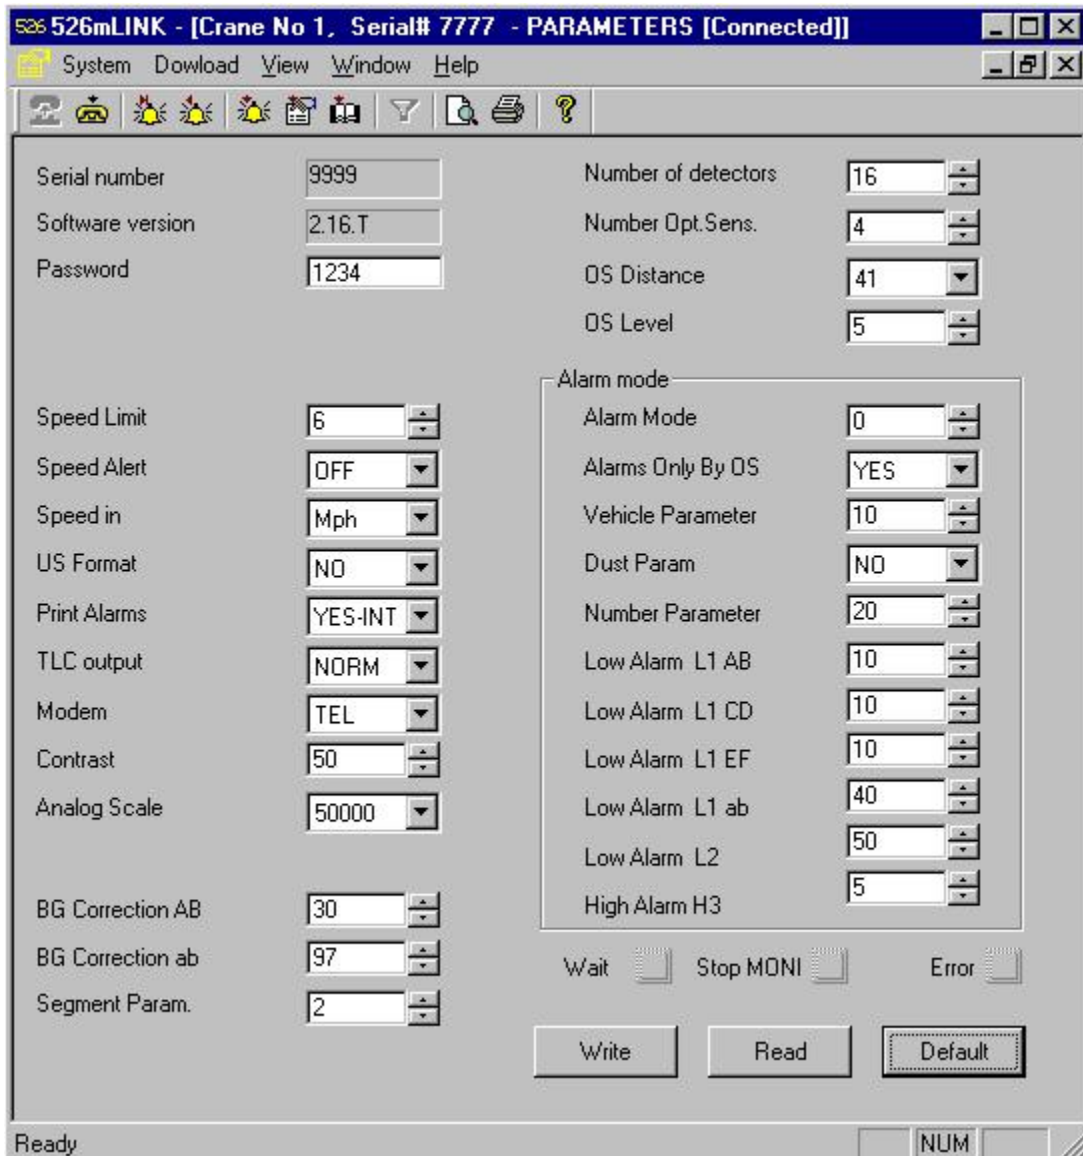 526 526mLINK - [Crane No 1, Serial# 7777 - PARAMETERS [Connected]]
System Dowload View Window Help
Serial number 9999
Software version 2.16.T
Password 1234
Number of detectors 16
Number Opt.Sens. 4
OS Distance 41
OS Level 5
Speed Limit 6
Speed Alert OFF
Speed in Mph
US Format NO
Print Alarms YES-INT
TLC output NORM
Modem TEL
Contrast 50
Analog Scale 50000
BG Correction AB 30
BG Correction ab 97
Segment Param. 2
Alarm mode
Alarm Mode 0
Alarms Only By OS YES
Vehicle Parameter 10
Dust Param NO
Number Parameter 20
Low Alarm L1 AB 10
Low Alarm L1 CD 10
Low Alarm L1 EF 10
Low Alarm L1 ab 40
Low Alarm L2 50
High Alarm H3 5
Wait Stop MONI Error
Write Read Default
Ready NUM